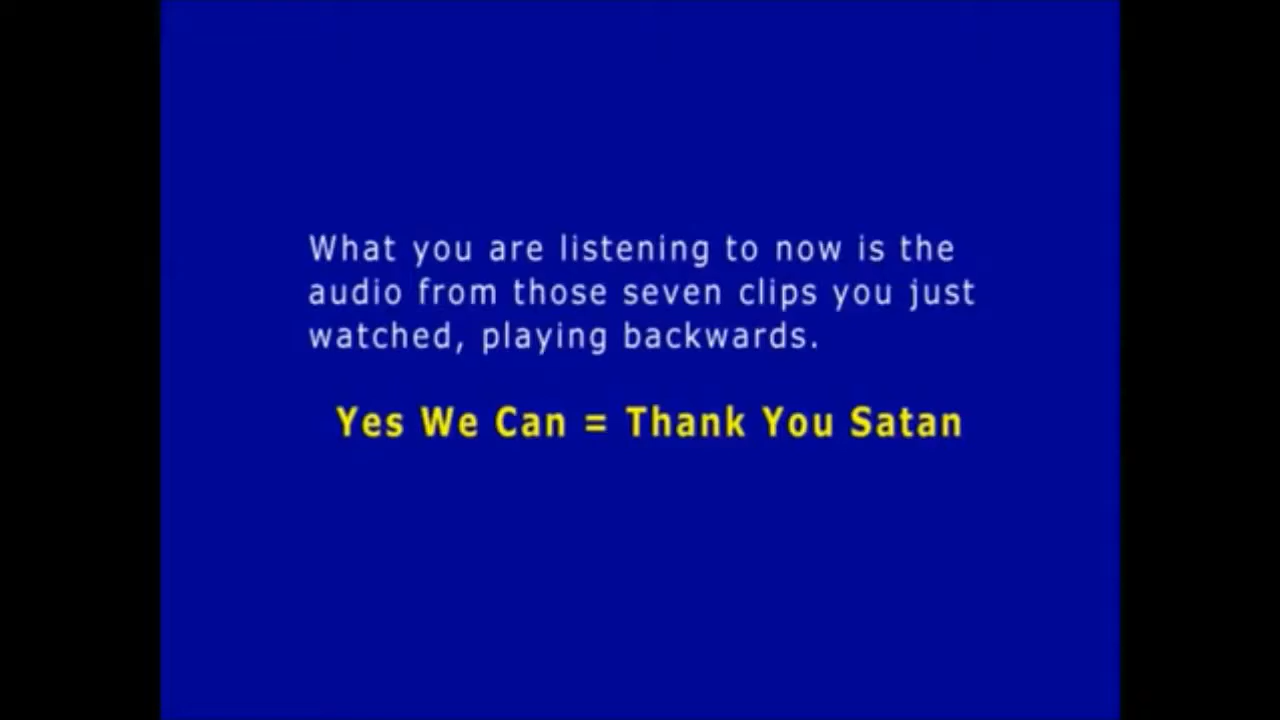 What you are listening to now is the
audio from those seven clips you just
watched, playing backwards.
Yes We Can = Thank You Satan